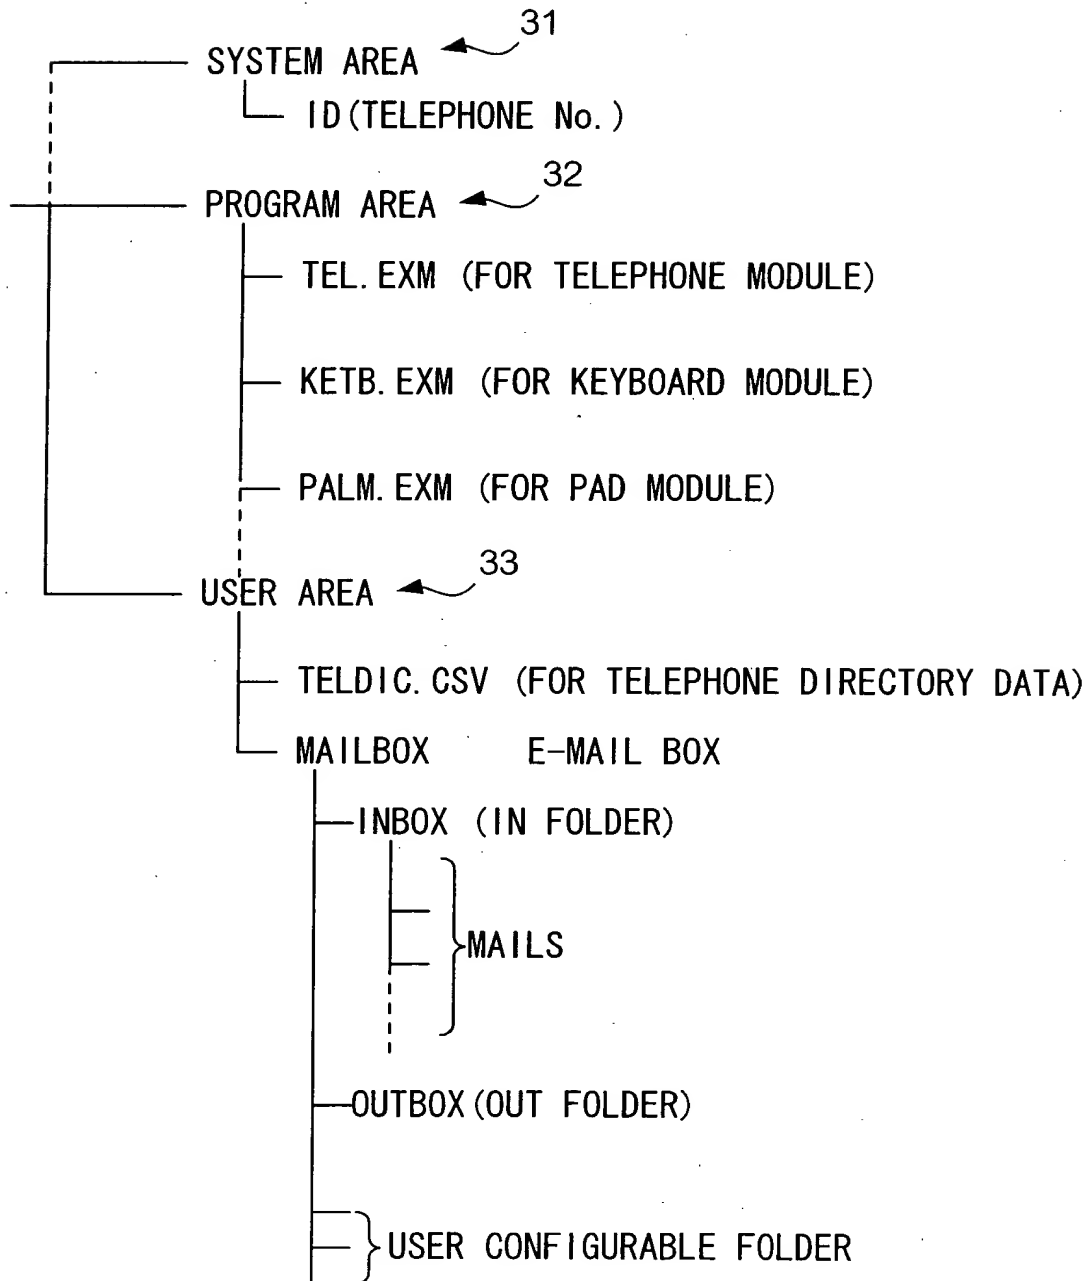 31
SYSTEM AREA
ID(TELEPHONE No.)
32
PROGRAM AREA
TEL.EXM (FOR TELEPHONE MODULE)
KETB.EXM (FOR KEYBOARD MODULE)
PALM.EXM (FOR PAD MODULE)
33
USER AREA
TELDIC.CSV (FOR TELEPHONE DIRECTORY DATA)
MAILBOX E-MAIL BOX
INBOX (IN FOLDER)
MAILS
OUTBOX(OUT FOLDER)
USER CONFIGURABLE FOLDER